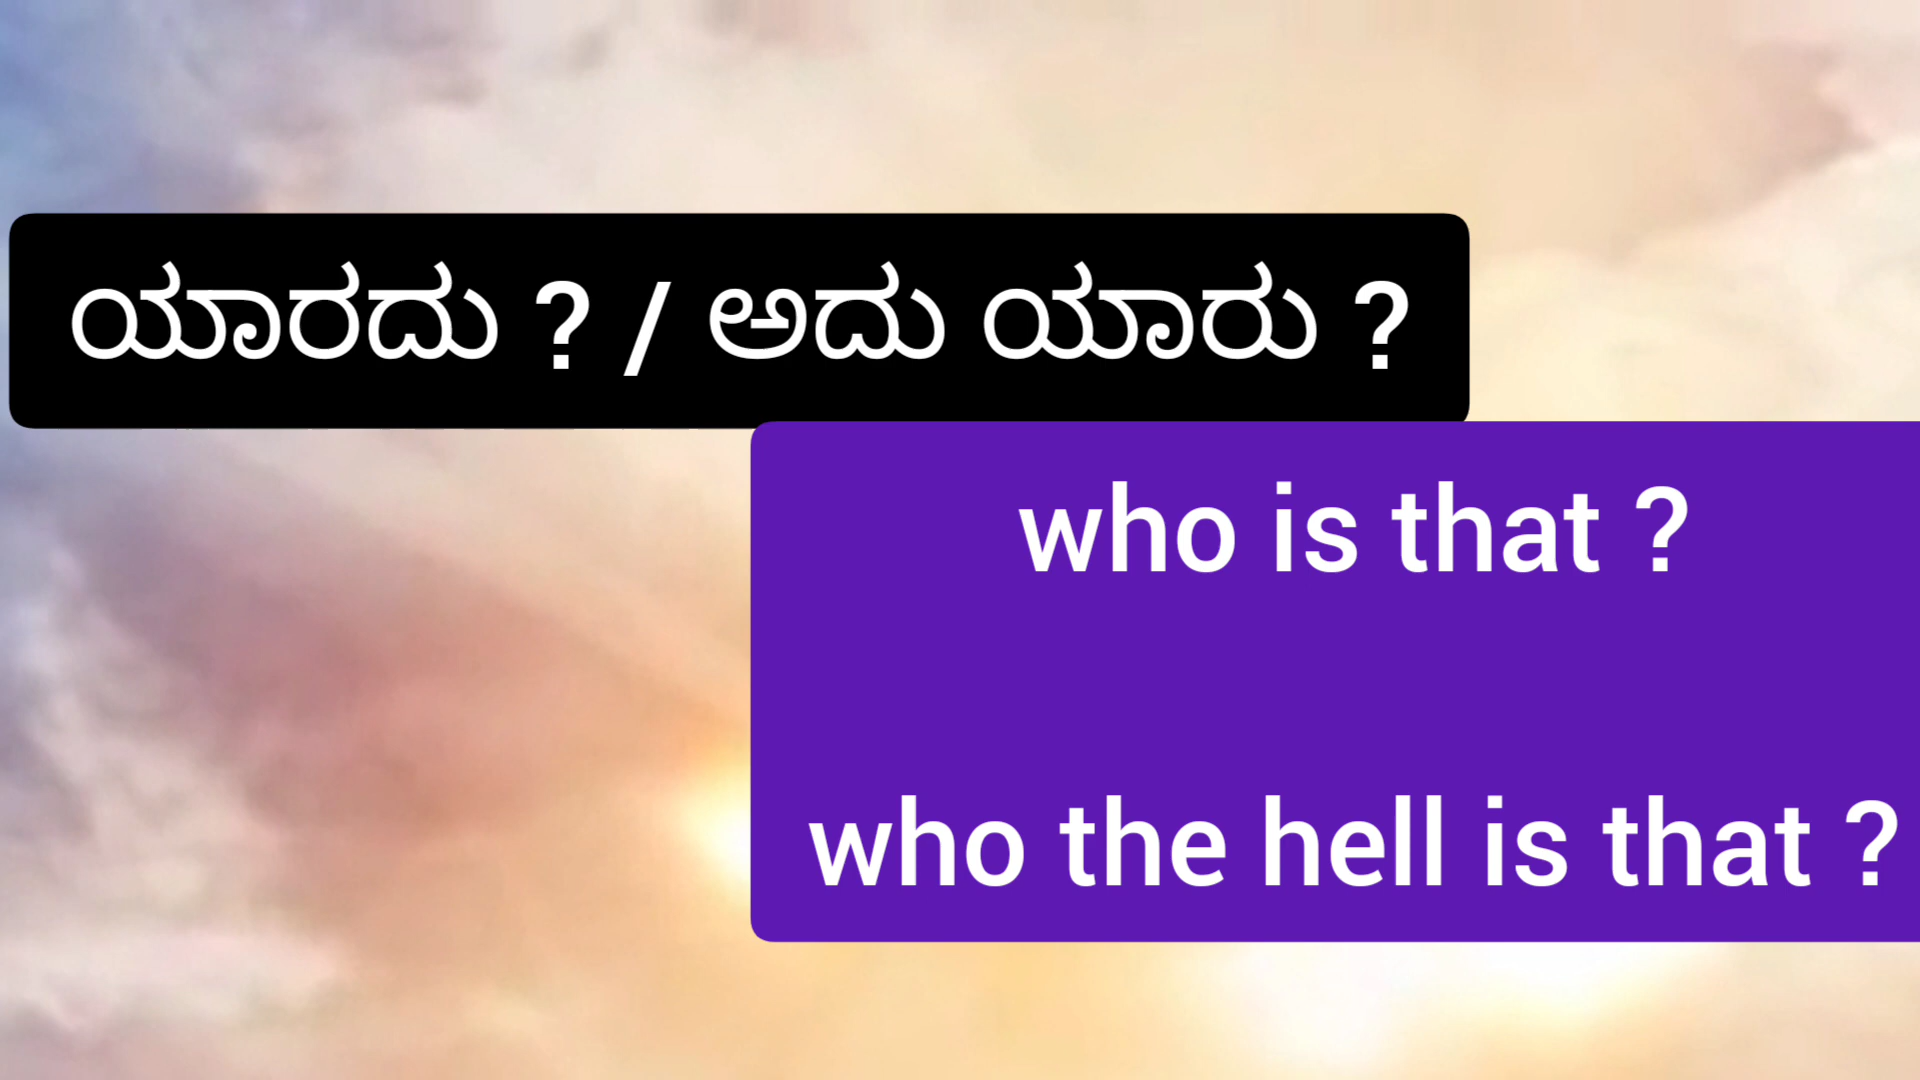 ಯಾರದು ? / ಅದು ಯಾರು ?
who is that ?
who the hell is that ?